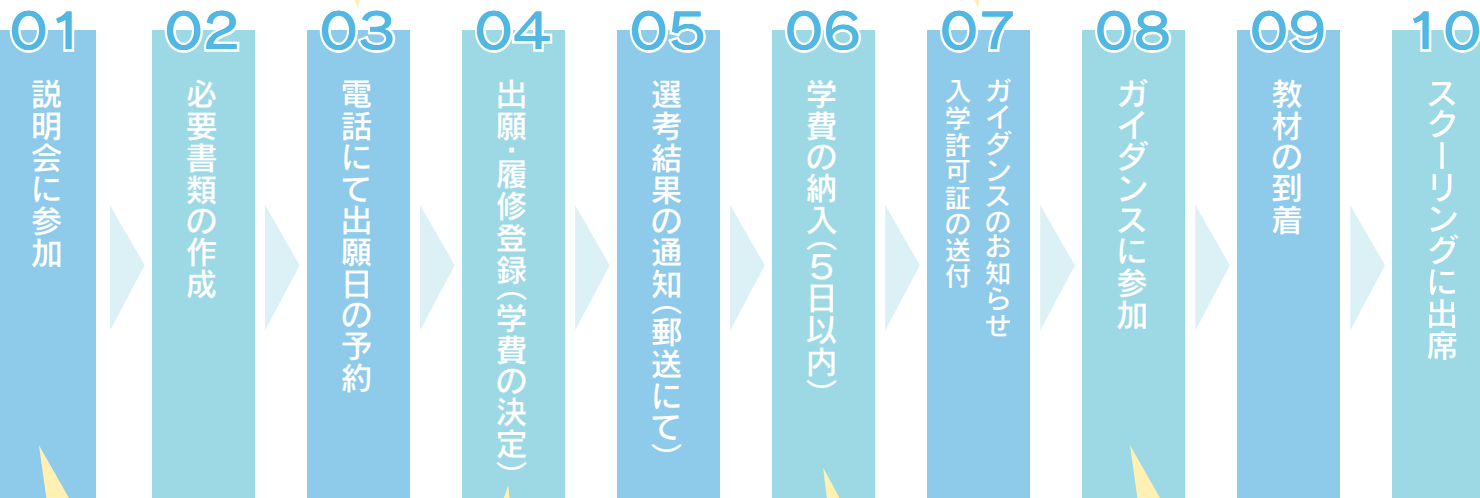 01
説明会に参加
02
必要書類の作成
03
電話にて出願日の予約
04
出願・履修登録(学費の決定)
05
選考結果の通知(郵送にて)
06
学費の納入(5日以内)
07
ガイダンスのお知らせ
入学許可証の送付
08
ガイダンスに参加
09
教材の到着
10
スクーリングに出席